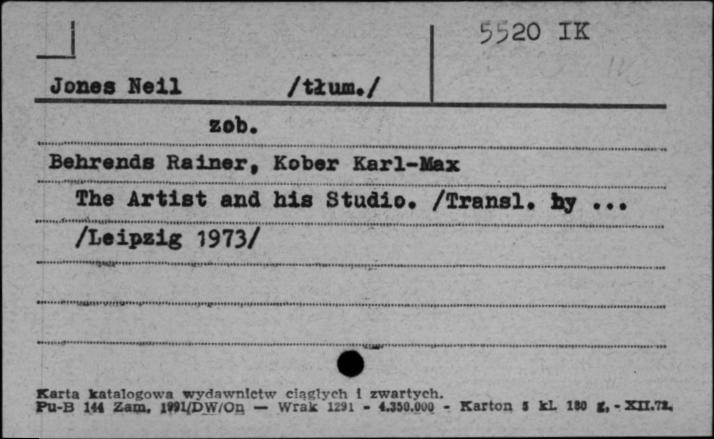 5520 IK
Jones Neil /tłum./
zob.
Behrends Rainer, Kober Karl-Max
The Artist and his Studio. /Transl. by ...
/Leipzig 1973/
Karta katalogowa wydawnictw ciągłych i zwartych.
Pu-B 144 Zam. 1991/DW/On — Wrak 1291 - 4.350.000 - Karton 5 kl. 180 g. - XII.72.